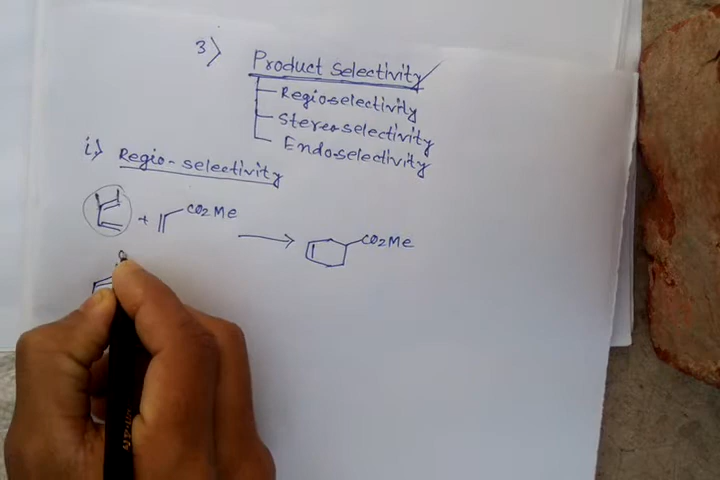 3) Product Selectivity
Regioselectivity
Stereoselectivity
Endo-selectivity
i) Regio-selectivity
+ CO2Me
CO2Me